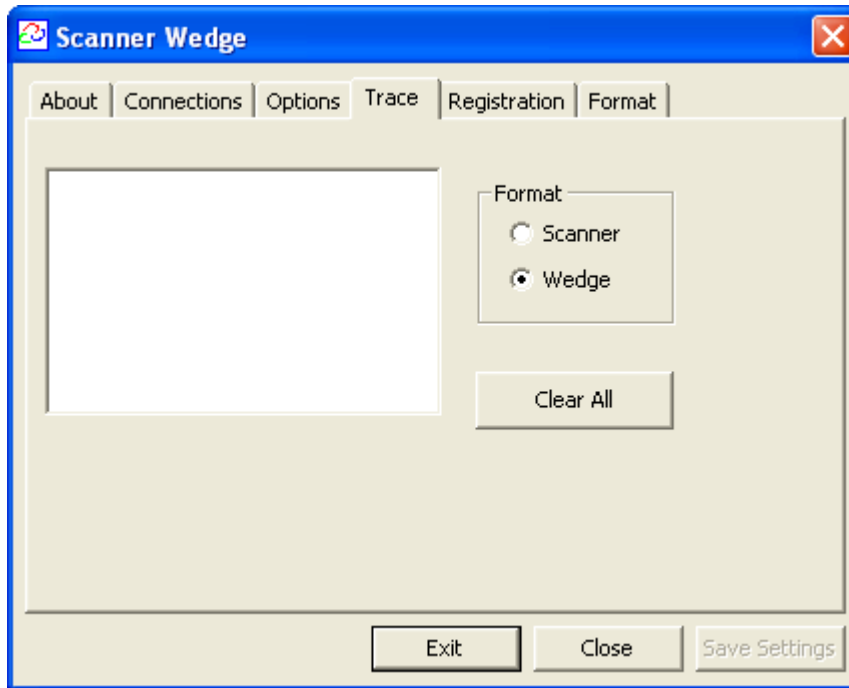 Scanner Wedge
About Connections Options Trace Registration Format
Format
Scanner
Wedge
Clear All
Exit Close Save Settings